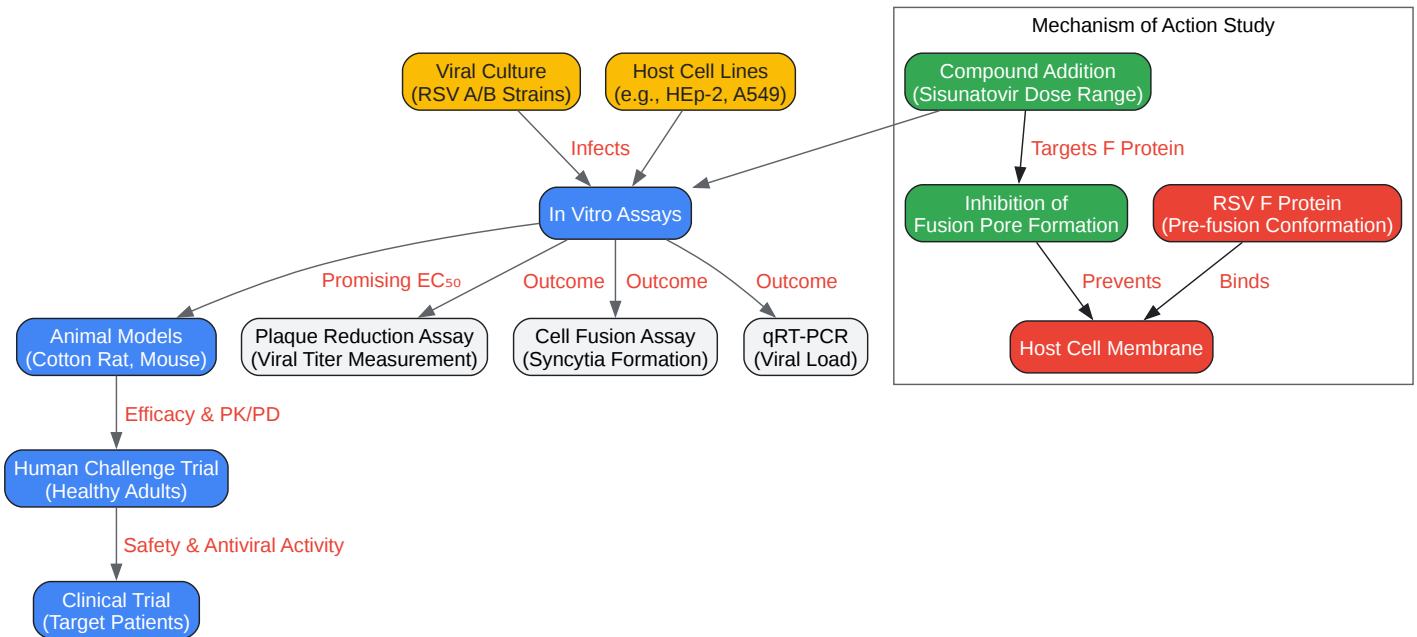 Mechanism of Action Study
Viral Culture
(RSV A/B Strains)
Host Cell Lines
(e.g., HEp-2, A549)
Compound Addition
(Sisunatovir Dose Range)
Infects
Targets F Protein
In Vitro Assays
Inhibition of
Fusion Pore Formation
RSV F Protein
(Pre-fusion Conformation)
Promising EC₅₀
Outcome
Outcome
Outcome
Prevents
Binds
Animal Models
(Cotton Rat, Mouse)
Plaque Reduction Assay
(Viral Titer Measurement)
Cell Fusion Assay
(Syncytia Formation)
qRT-PCR
(Viral Load)
Host Cell Membrane
Efficacy & PK/PD
Human Challenge Trial
(Healthy Adults)
Safety & Antiviral Activity
Clinical Trial
(Target Patients)